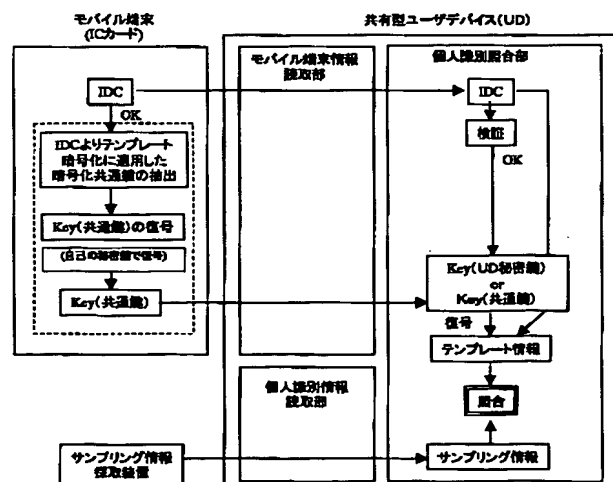 モバイル端末
(ICカード)
共有型ユーザデバイス(UD)
モバイル端末情報
読取部
個人識別照合部
IDC
OK
IDCよりテンプレート
暗号化に適用した
暗号化共通鍵の抽出
Key(共通鍵)の復号
(自己の秘密鍵で復号)
Key(共通鍵)
IDC
検証
OK
Key(UD秘密鍵)
or
Key(共通鍵)
復号
テンプレート情報
照合
個人識別情報
読取部
サンプリング情報
採取装置
サンプリング情報